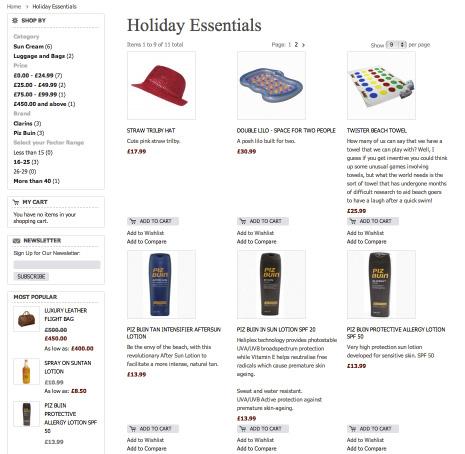 Home > Holiday Essentials
SHOP BY
Category
Sun Cream (6)
Luggage and Bags (2)
Price
£0.00 - £24.99 (7)
£25.00 - £49.99 (2)
£75.00 - £99.99 (1)
£450.00 and above (1)
Brand
Clarins (3)
Piz Buin (3)
Select your Factor Range
Less than 15 (0)
16-25 (3)
26-29 (0)
More than 40 (1)
MY CART
You have no items in your
shopping cart.
NEWSLETTER
Sign Up for Our Newsletter:
SUBSCRIBE
MOST POPULAR
LUXURY LEATHER
FLIGHT BAG
£500.00
£450.00
As low as: £400.00
SPRAY ON SUNTAN
LOTION
£10.99
As low as: £8.50
PIZ BUIN
PROTECTIVE
ALLERGY LOTION SPF
50
£13.99
Holiday Essentials
Items 1 to 9 of 11 total
Page: 1 2 >
Show 9 per page
STRAW TRILBY HAT
Cute pink straw trilby.
£17.99
ADD TO CART
Add to Wishlist
Add to Compare
DOUBLE LILO - SPACE FOR TWO PEOPLE
A posh lilo built for two.
£30.99
ADD TO CART
Add to Wishlist
Add to Compare
TWISTER BEACH TOWEL
How many of us can say that we have a
towel that we can play with? Well, I
guess if you get inventive you could think
up some unusual games with a standard
towel, but what the world needs is the
sort of towel that has undergone months
of difficult research to aid beach goers
to have a laugh after a quick swim!
£25.99
ADD TO CART
Add to Wishlist
Add to Compare
PIZ BUIN
PIZ BUIN TAN INTENSIFIER AFTERSUN
LOTION
Be the envy of the beach, with this
revolutionary After Sun Lotion to
facilitate a more intense, natural tan.
£13.99
ADD TO CART
Add to Wishlist
Add to Compare
PIZ BUIN
PIZ BUIN IN SUN LOTION SPF 20
Helioplex technology provides photostable
UVA/UVB broadspectrum protection
while Vitamin E helps neutralise free
radicals which cause premature skin
ageing.
Sweat and water resistant.
UVA/UVB Active protection against
premature skin-ageing.
£13.99
ADD TO CART
Add to Wishlist
Add to Compare
PIZ BUIN
PIZ BUIN PROTECTIVE ALLERGY LOTION
SPF 50
Very high protection sun lotion
developed for sensitive skin. SPF 50
£13.99
ADD TO CART
Add to Wishlist
Add to Compare